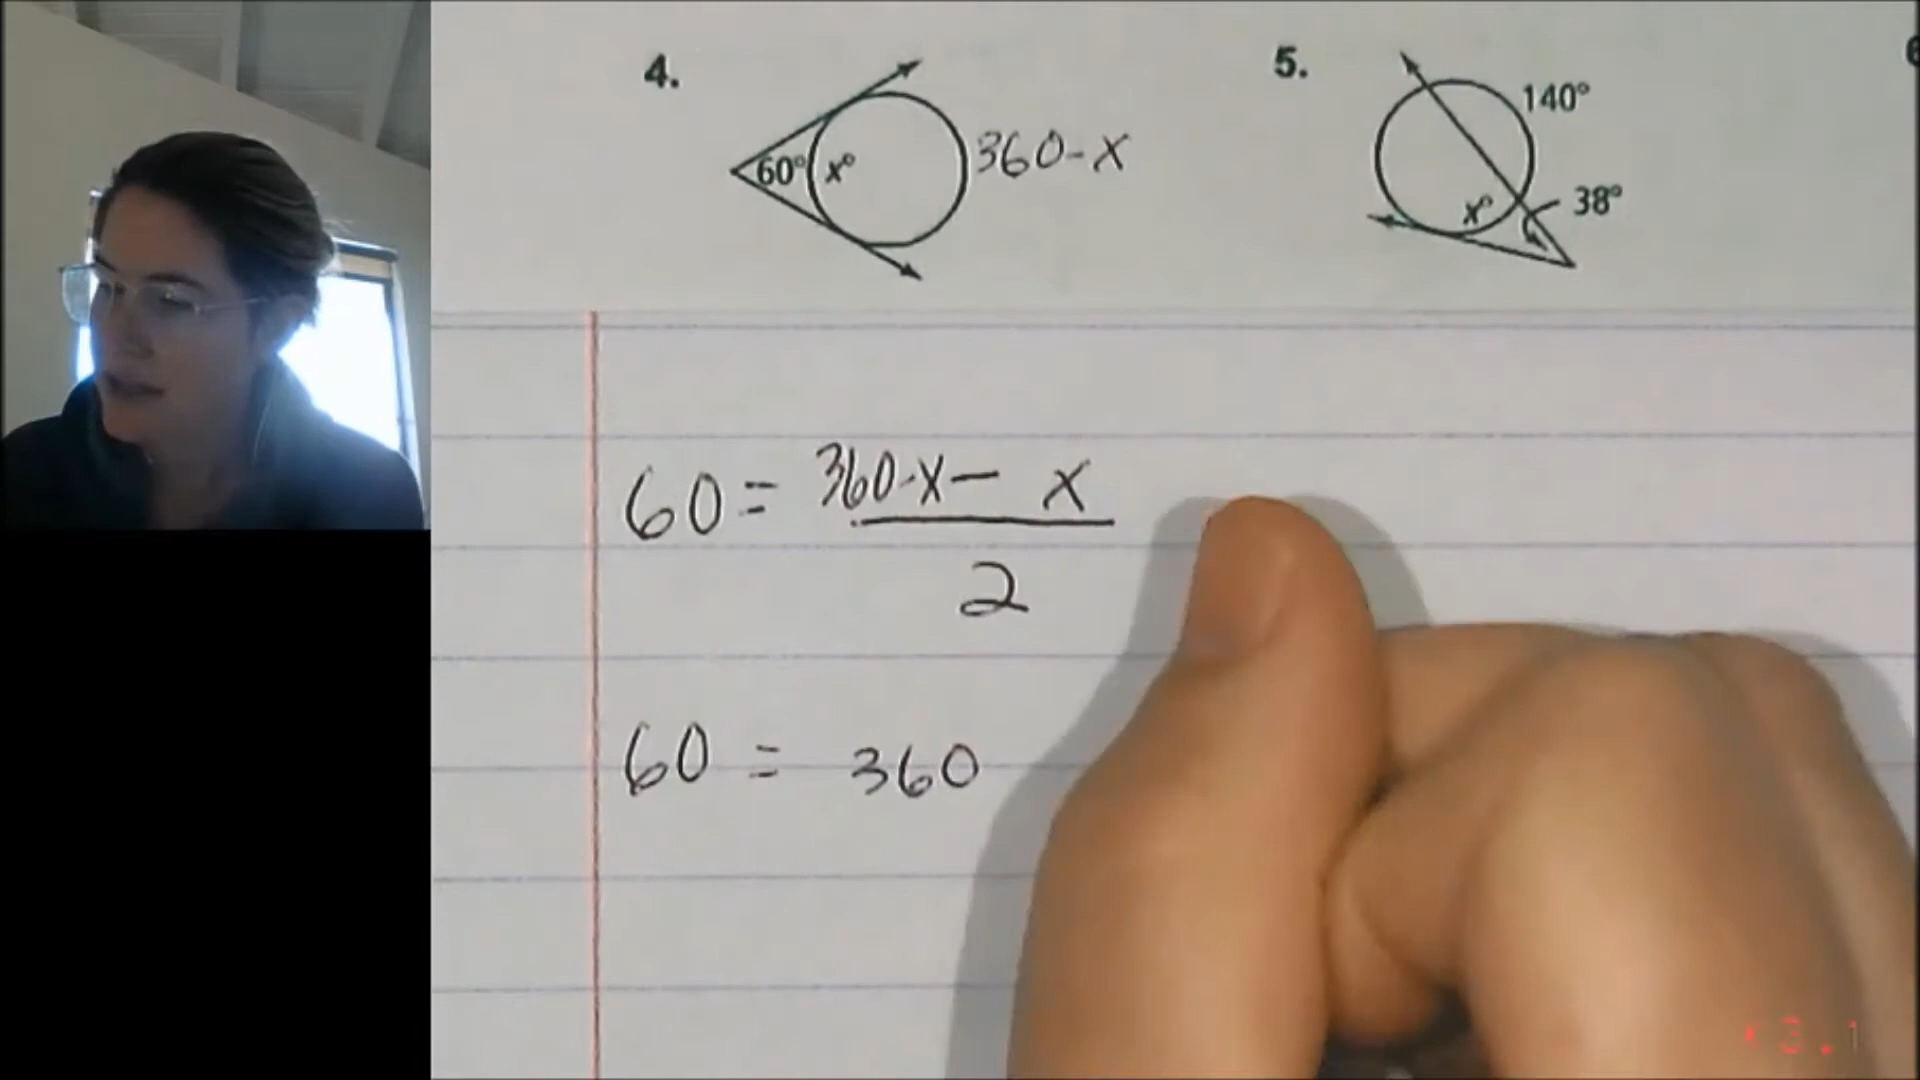 4.
60°
x°
360-x
5.
140°
x°
38°
60 = 360-x - x
2
60 = 360